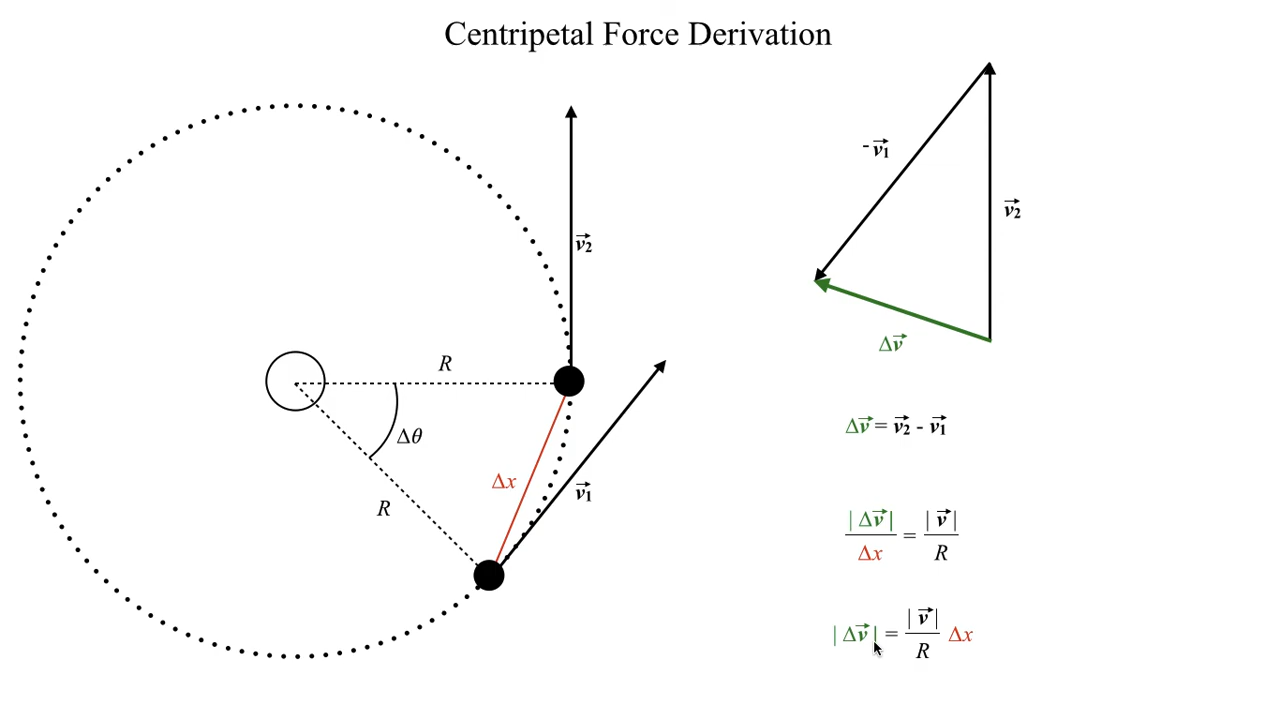 Centripetal Force Derivation
-v⃗₁
v⃗₂
v⃗₂
Δv⃗
R
Δθ
Δv⃗ = v⃗₂ - v⃗₁
Δx
v⃗₁
R
|Δv⃗| / Δx = |v⃗| / R
|Δv⃗| = |v⃗| / R Δx